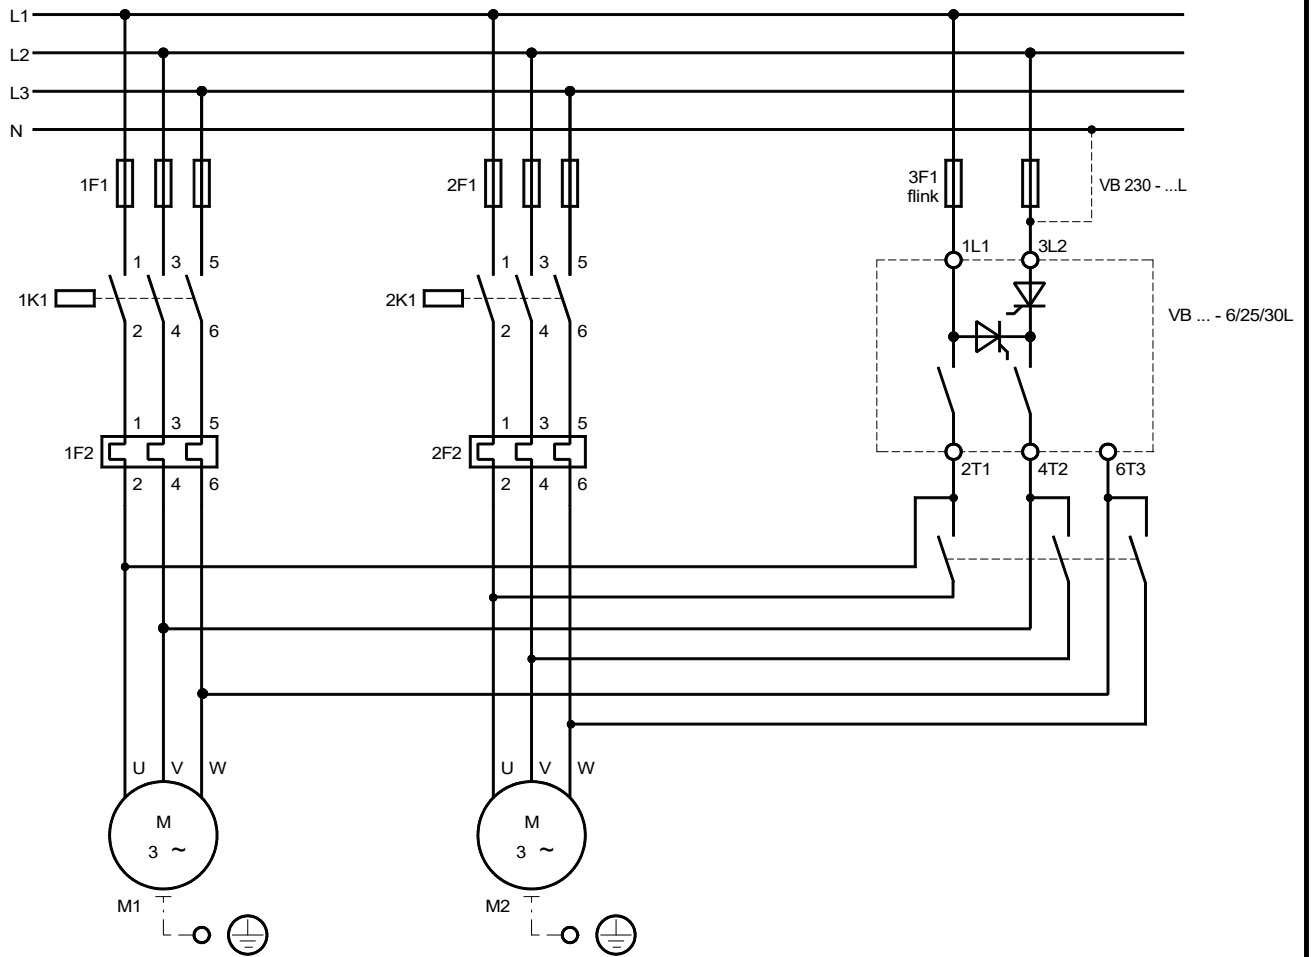 L1
L2
L3
N
1F1
2F1
3F1
flink
VB 230 - ...L
1L1
3L2
1 3 5
1 3 5
1K1
2K1
VB ... - 6/25/30L
2 4 6
2 4 6
1 3 5
1 3 5
1F2
2F2
2T1
4T2
6T3
2 4 6
2 4 6
U V W
U V W
M
3 ~
M
3 ~
M1
M2